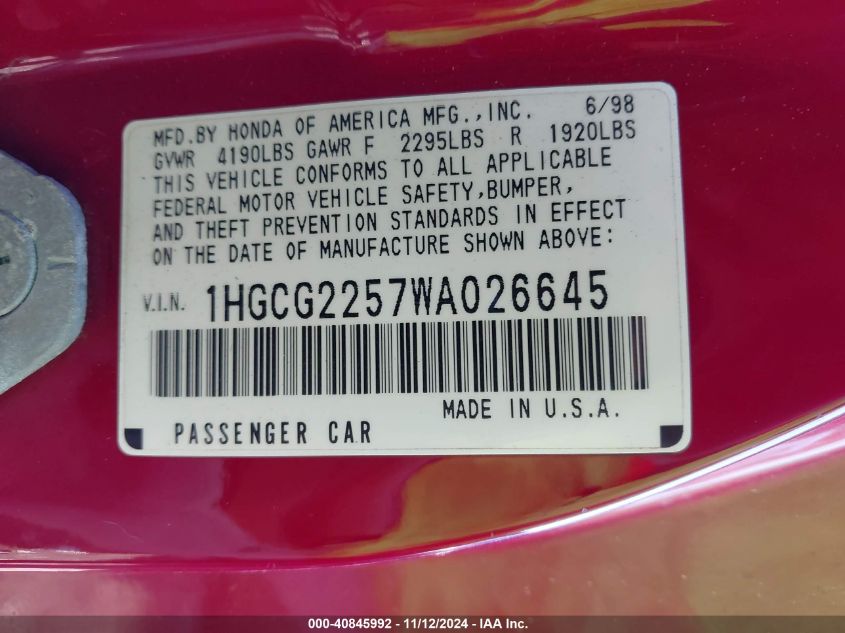 MFD.BY HONDA OF AMERICA MFG.,INC. 6/98
GVWR 4190LBS GAWR F 2295LBS R 1920LBS
THIS VEHICLE CONFORMS TO ALL APPLICABLE
FEDERAL MOTOR VEHICLE SAFETY,BUMPER,
AND THEFT PREVENTION STANDARDS IN EFFECT
ON THE DATE OF MANUFACTURE SHOWN ABOVE:
V.I.N. 1HGCG2257WA026645
PASSENGER CAR MADE IN U.S.A.
000-40845992 - 11/12/2024 - IAA Inc.